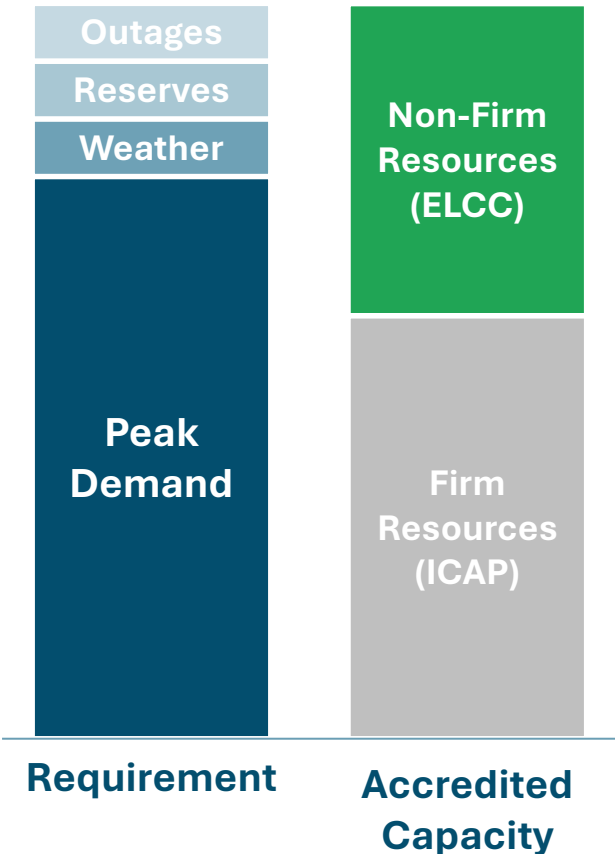 Outages
Reserves
Weather
Peak
Demand
Non-Firm
Resources
(ELCC)
Firm
Resources
(ICAP)
Requirement
Accredited
Capacity